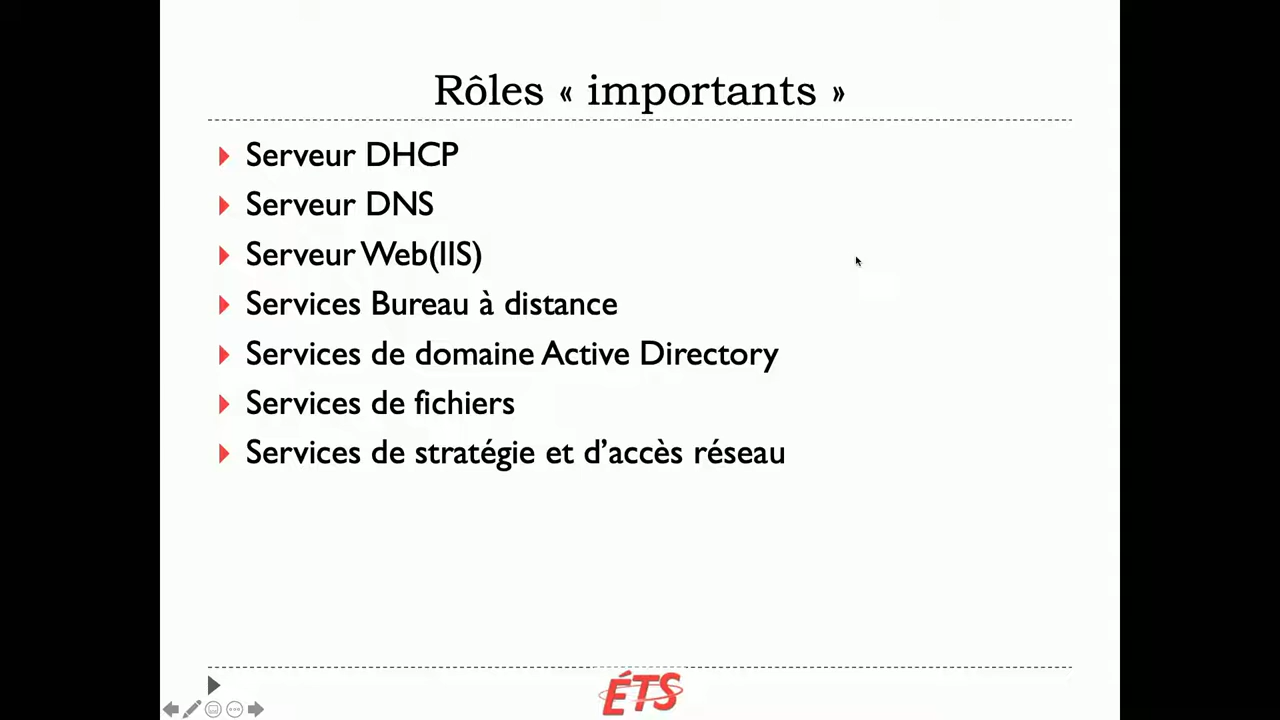 Rôles « importants »
Serveur DHCP
Serveur DNS
Serveur Web(IIS)
Services Bureau à distance
Services de domaine Active Directory
Services de fichiers
Services de stratégie et d’accès réseau
ÉTS